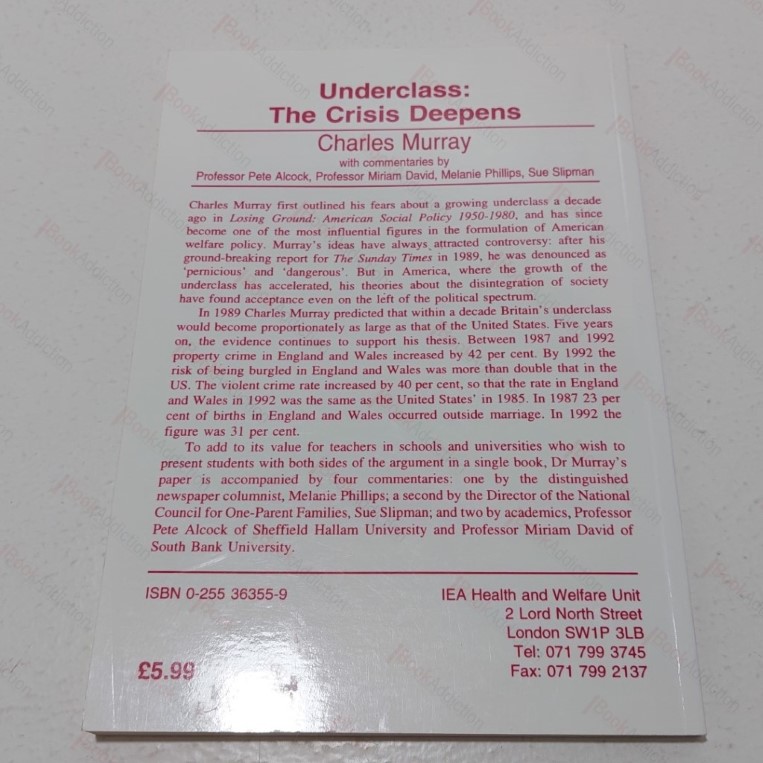 Underclass:
The Crisis Deepens
Charles Murray
with commentaries by
Professor Pete Alcock, Professor Miriam David, Melanie Phillips, Sue Slipman
Charles Murray first outlined his fears about a growing underclass a decade
ago in Losing Ground: American Social Policy 1950-1980, and has since
become one of the most influential figures in the formulation of American
welfare policy. Murray's ideas have always attracted controversy: after his
ground-breaking report for The Sunday Times in 1989, he was denounced as
'pernicious' and 'dangerous'. But in America, where the growth of the
underclass has accelerated, his theories about the disintegration of society
have found acceptance even on the left of the political spectrum.
In 1989 Charles Murray predicted that within a decade Britain's underclass
would become proportionately as large as that of the United States. Five years
on, the evidence continues to support his thesis. Between 1987 and 1992
property crime in England and Wales increased by 42 per cent. By 1992 the
risk of being burgled in England and Wales was more than double that in the
US. The violent crime rate increased by 40 per cent, so that the rate in England
and Wales in 1992 was the same as the United States' in 1985. In 1987 23 per
cent of births in England and Wales occurred outside marriage. In 1992 the
figure was 31 per cent.
To add to its value for teachers in schools and universities who wish to
present students with both sides of the argument in a single book, Dr Murray's
paper is accompanied by four commentaries: one by the distinguished
newspaper columnist, Melanie Phillips; a second by the Director of the National
Council for One-Parent Families, Sue Slipman; and two by academics, Professor
Pete Alcock of Sheffield Hallam University and Professor Miriam David of
South Bank University.
ISBN 0-255 36355-9
IEA Health and Welfare Unit
2 Lord North Street
London SW1P 3LB
Tel: 071 799 3745
Fax: 071 799 2137
£5.99
BookAddiction